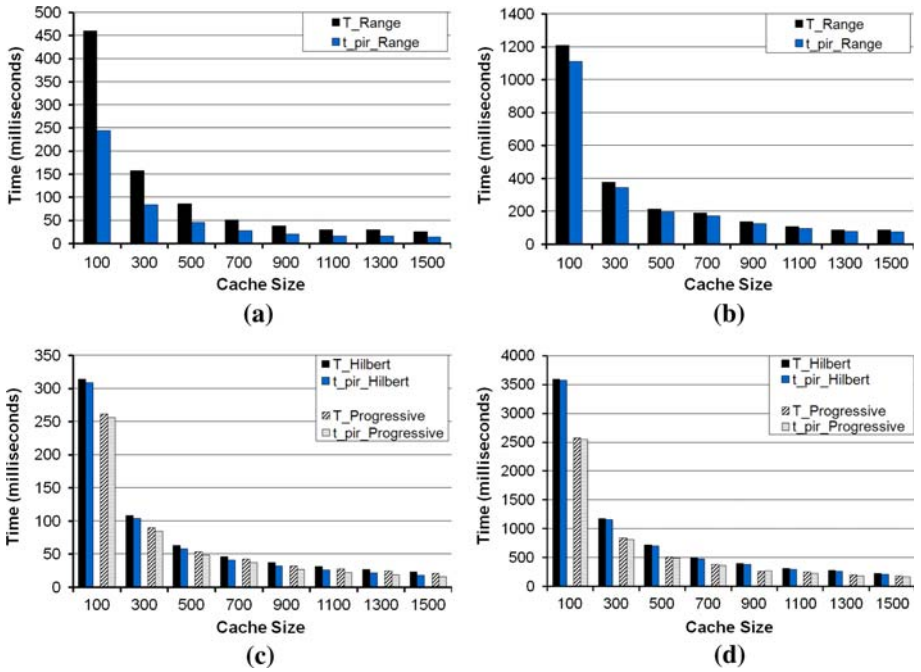 500
450
400
350
300
250
200
150
100
50
0
Time (milliseconds)
T_Range
t_pir_Range
100 300 500 700 900 1100 1300 1500
Cache Size
(a)
1400
1200
1000
800
600
400
200
0
Time (milliseconds)
T_Range
t_pir_Range
100 300 500 700 900 1100 1300 1500
Cache Size
(b)
350
300
250
200
150
100
50
0
Time (milliseconds)
T_Hilbert
t_pir_Hilbert
T_Progressive
t_pir_Progressive
100 300 500 700 900 1100 1300 1500
Cache Size
(c)
4000
3500
3000
2500
2000
1500
1000
500
0
Time (milliseconds)
T_Hilbert
t_pir_Hilbert
T_Progressive
t_pir_Progressive
100 300 500 700 900 1100 1300 1500
Cache Size
(d)